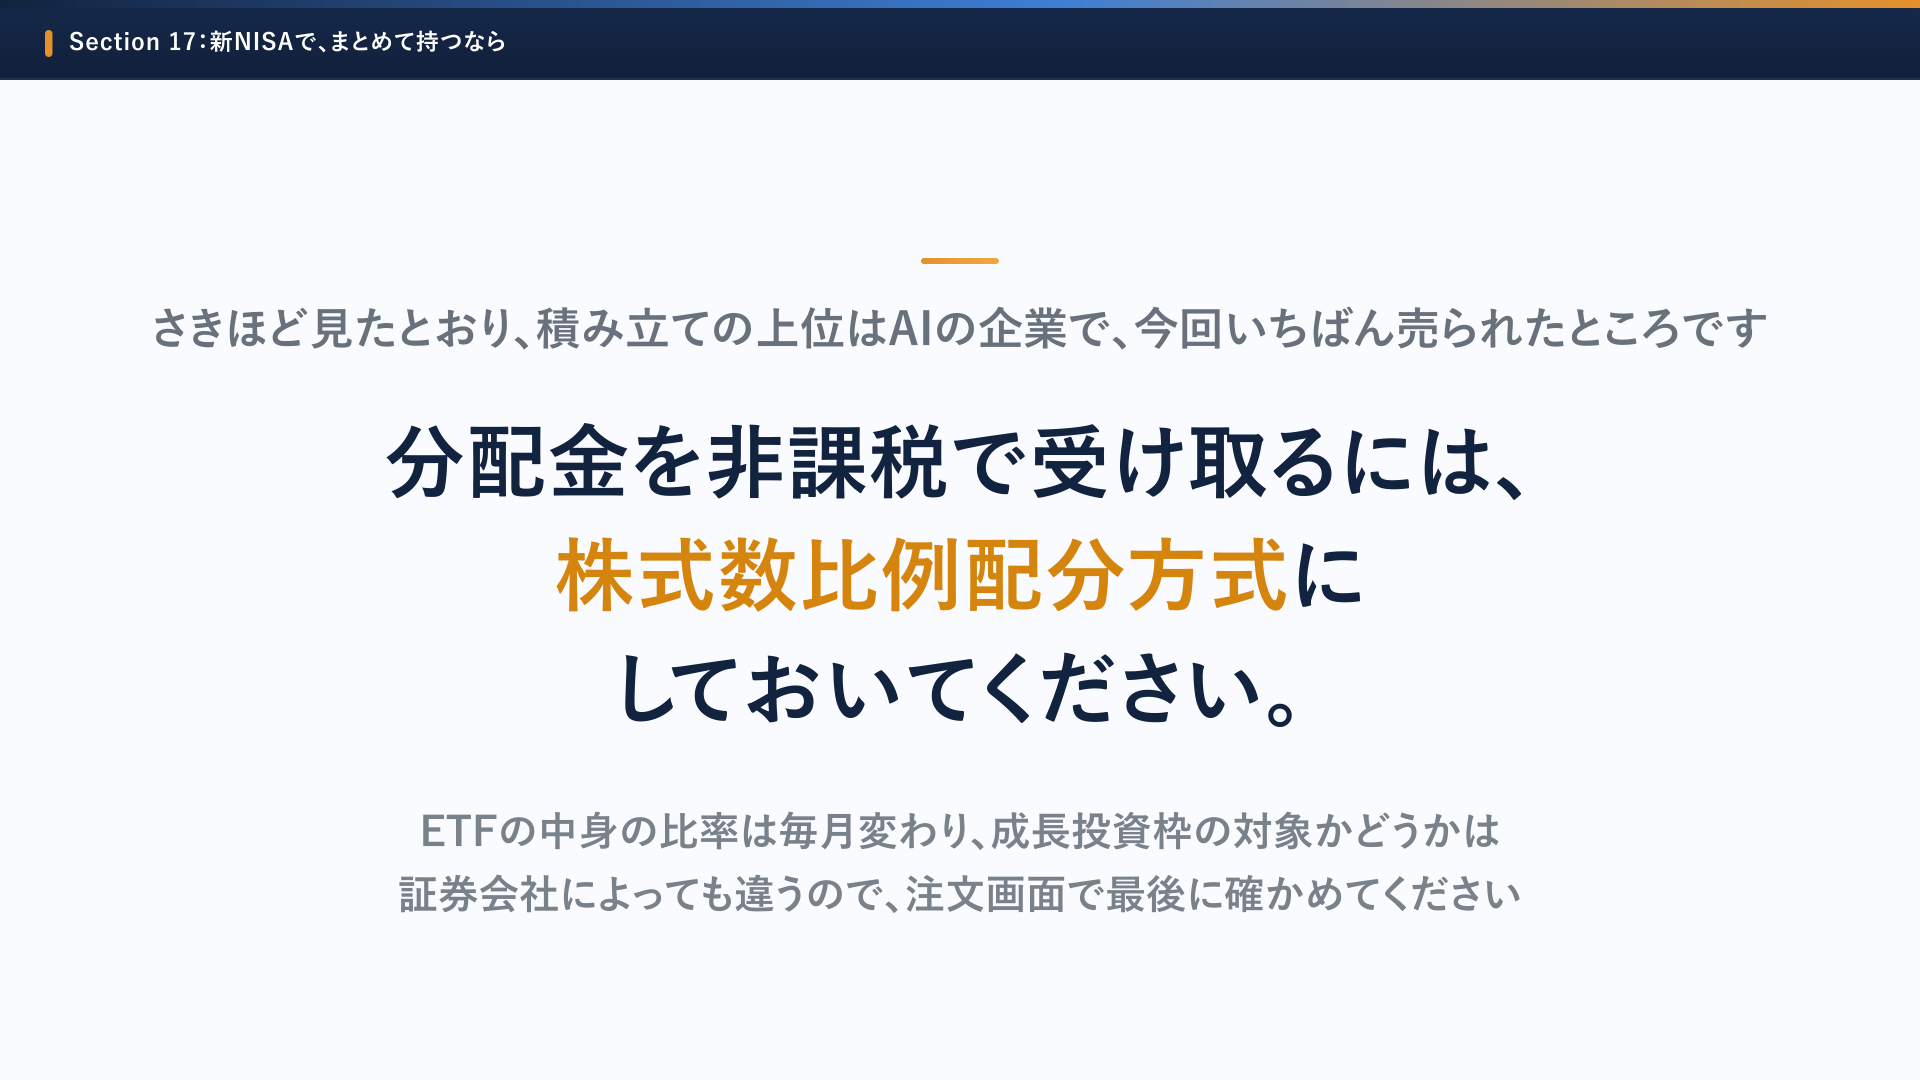 Section 17：新NISAで、まとめて持つなら
さきほど見たとおり、積み立ての上位はAIの企業で、今回いちばん売られたところです
分配金を非課税で受け取るには、
株式数比例配分方式に
しておいてください。
ETFの中身の比率は毎月変わり、成長投資枠の対象かどうかは
証券会社によっても違うので、注文画面で最後に確かめてください